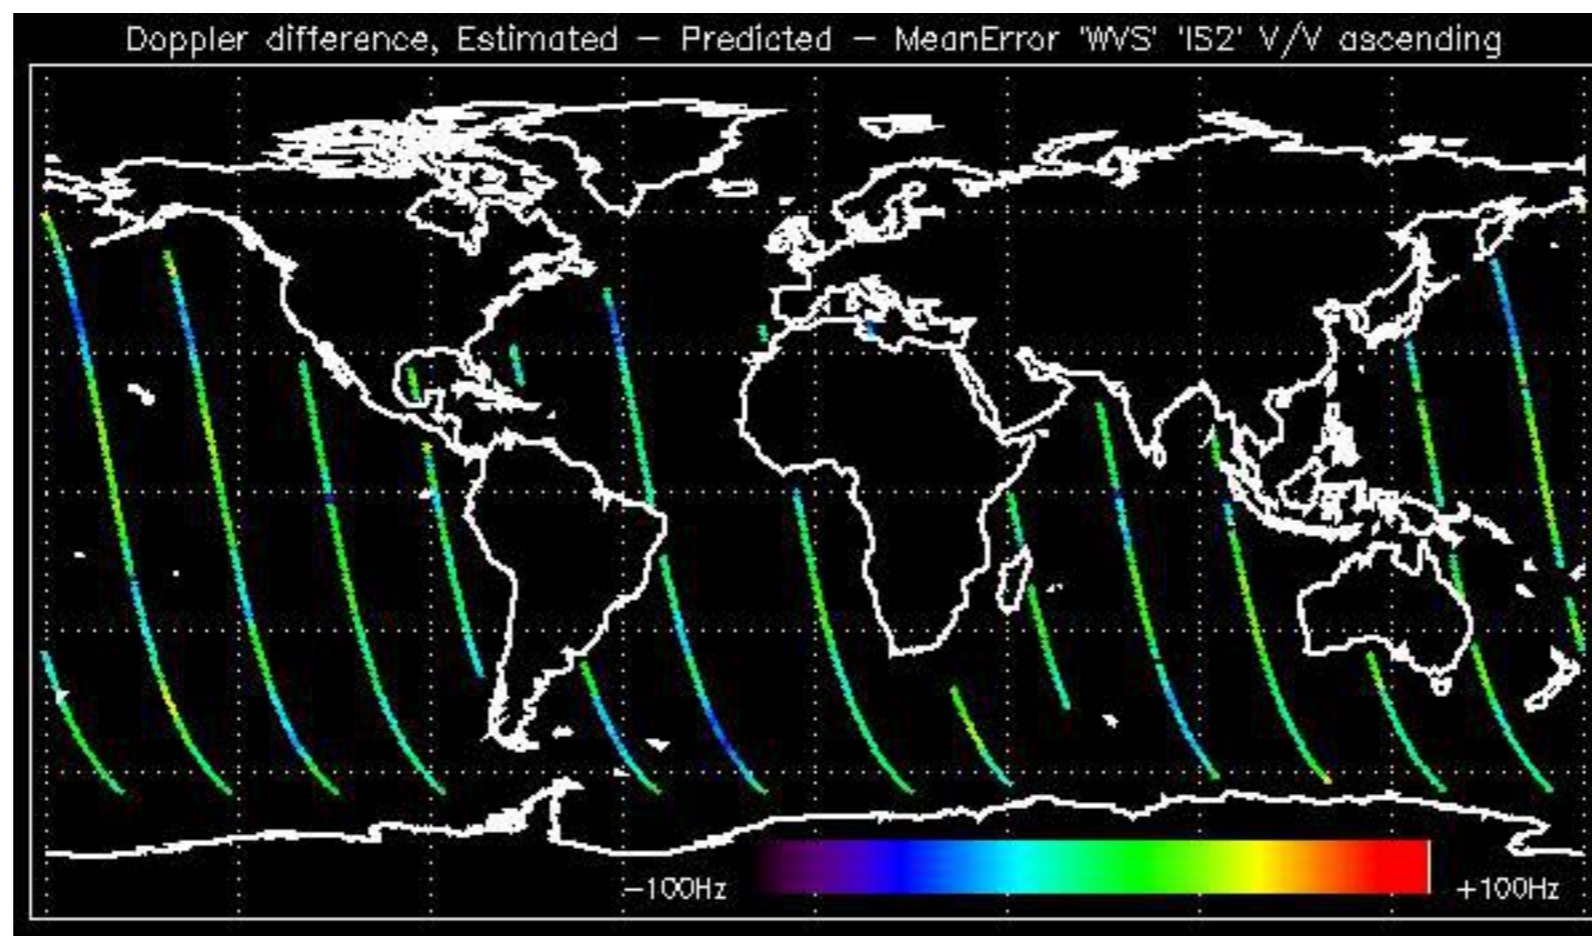 Doppler difference, Estimated − Predicted − MeanError 'WVS' 'IS2' V/V ascending
−100Hz
+100Hz